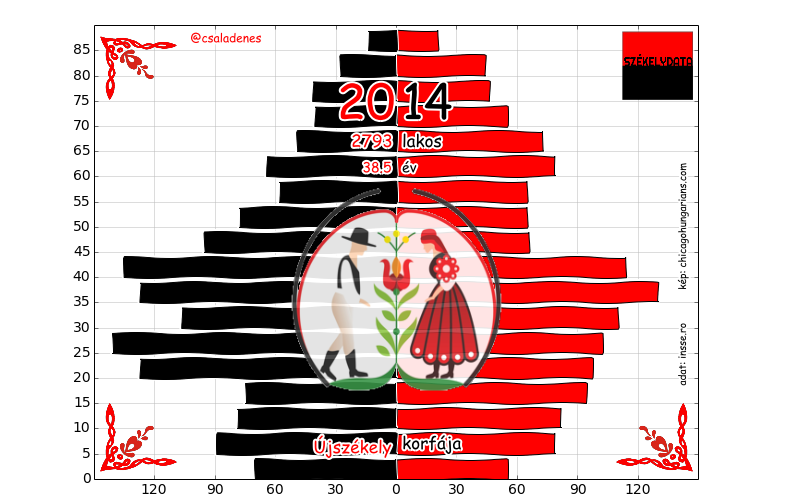 @csaladenes
SZÉKELYDATA
2014
2793 lakos
38.5 év
kép: chicagohungarians.com
adat: insse.ro
Újszékely korfája
85
80
75
70
65
60
55
50
45
40
35
30
25
20
15
10
5
0
120 90 60 30 0 30 60 90 120